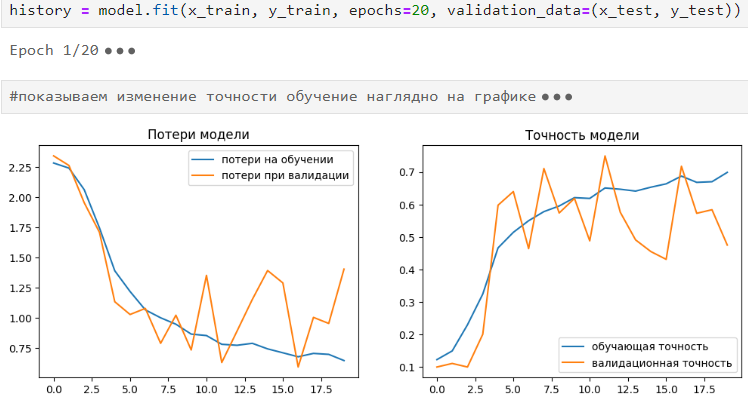 history = model.fit(x_train, y_train, epochs=20, validation_data=(x_test, y_test))
Epoch 1/20 ●●●
#показываем изменение точности обучение наглядно на графике ●●●
Потери модели
потери на обучении
потери при валидации
2.25
2.00
1.75
1.50
1.25
1.00
0.75
0.0 2.5 5.0 7.5 10.0 12.5 15.0 17.5
Точность модели
0.7
0.6
0.5
0.4
0.3
0.2
0.1
обучающая точность
валидационная точность
0.0 2.5 5.0 7.5 10.0 12.5 15.0 17.5